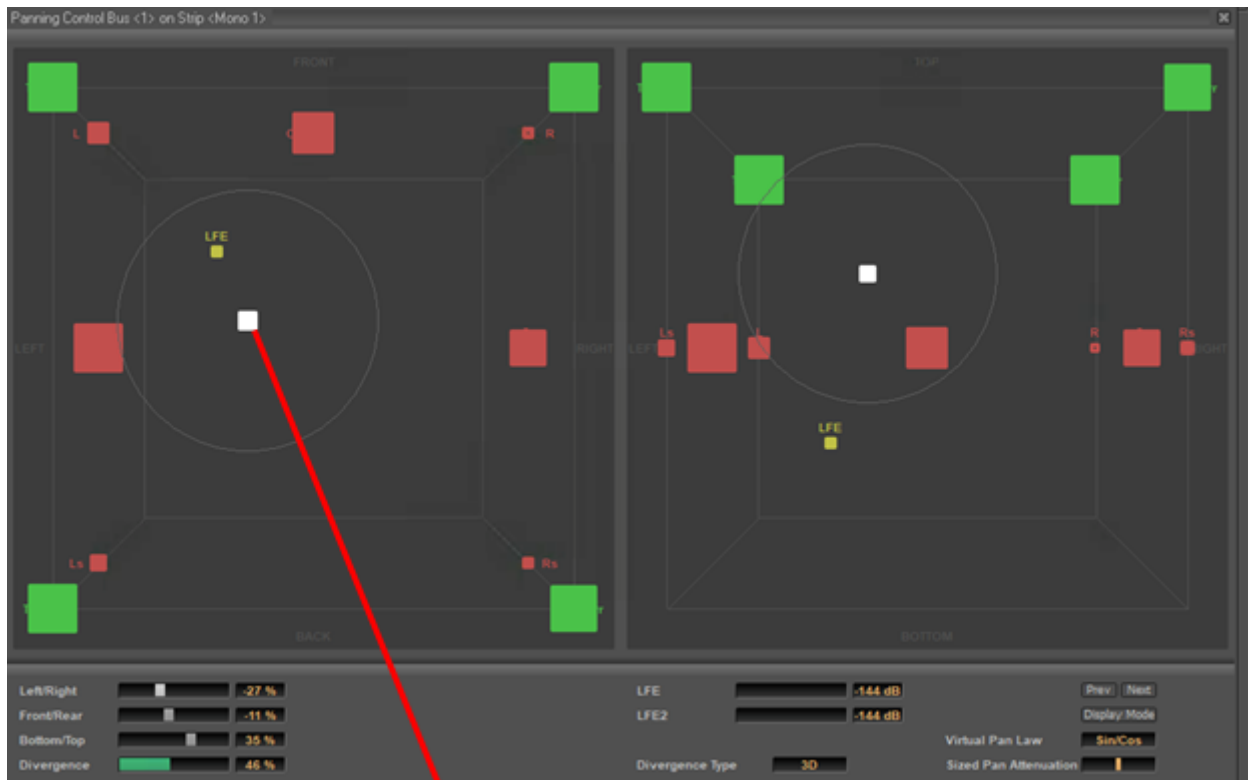 Panning Control Bus <1> on Strip <Mono 1>
FRONT
TOP
L
R
LFE
LEFT
RIGHT
LEFT
Ls
L
R
Rs
LFE
Ls
Rs
BACK
BOTTOM
Left/Right -27 %
Front/Rear -11 %
Bottom/Top 35 %
Divergence 46 %
LFE -144 dB
LFE2 -144 dB
Divergence Type 3D
Prev Next
Display Mode
Virtual Pan Law Sin/Cos
Sized Pan Attenuation